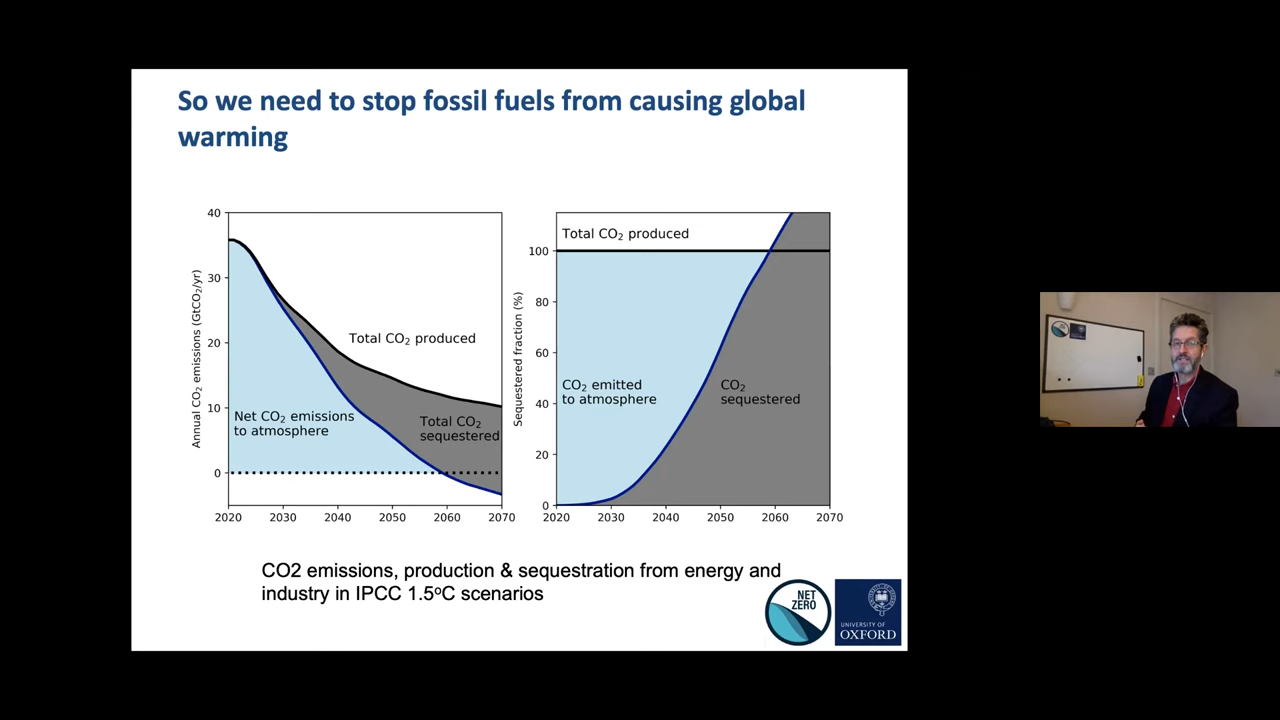 So we need to stop fossil fuels from causing global
warming
40
30
20
10
0
Annual CO₂ emissions (GtCO₂/yr)
Total CO₂ produced
Net CO₂ emissions
to atmosphere
Total CO₂
sequestered
2020 2030 2040 2050 2060 2070
100
80
60
40
20
0
Sequestered fraction (%)
Total CO₂ produced
CO₂ emitted
to atmosphere
CO₂
sequestered
2020 2030 2040 2050 2060 2070
CO2 emissions, production & sequestration from energy and
industry in IPCC 1.5ºC scenarios
NET
ZERO
UNIVERSITY OF
OXFORD